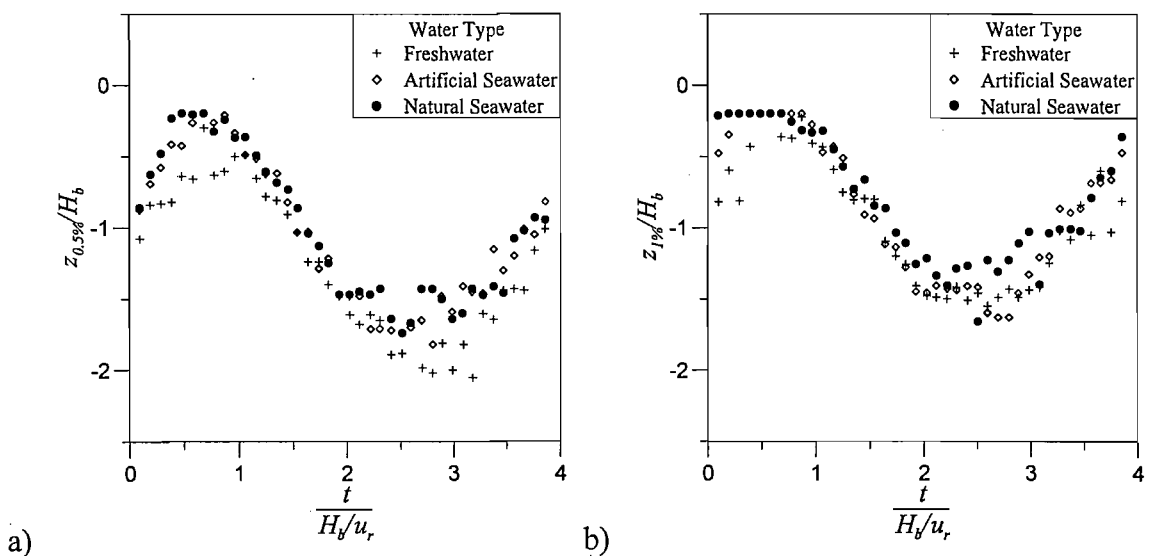 Water Type
+ Freshwater
◇ Artificial Seawater
● Natural Seawater
0
-1
-2
z0.5%/Hb
0 1 2 3 4
t
Hb/ur
a)
Water Type
+ Freshwater
◇ Artificial Seawater
● Natural Seawater
0
-1
-2
z1%/Hb
0 1 2 3 4
t
Hb/ur
b)